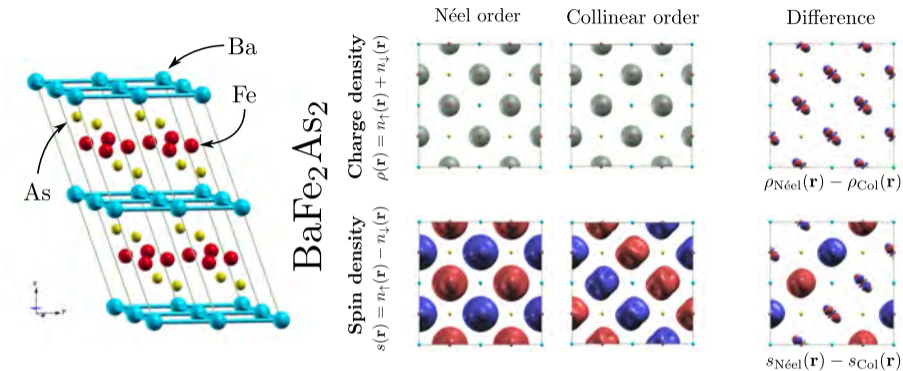 Néel order
Collinear order
Difference
Ba
Fe
As
BaFe₂As₂
Charge density
ρ(r) = n↑(r) + n↓(r)
ρNéel(r) − ρCol(r)
Spin density
s(r) = n↑(r) − n↓(r)
sNéel(r) − sCol(r)